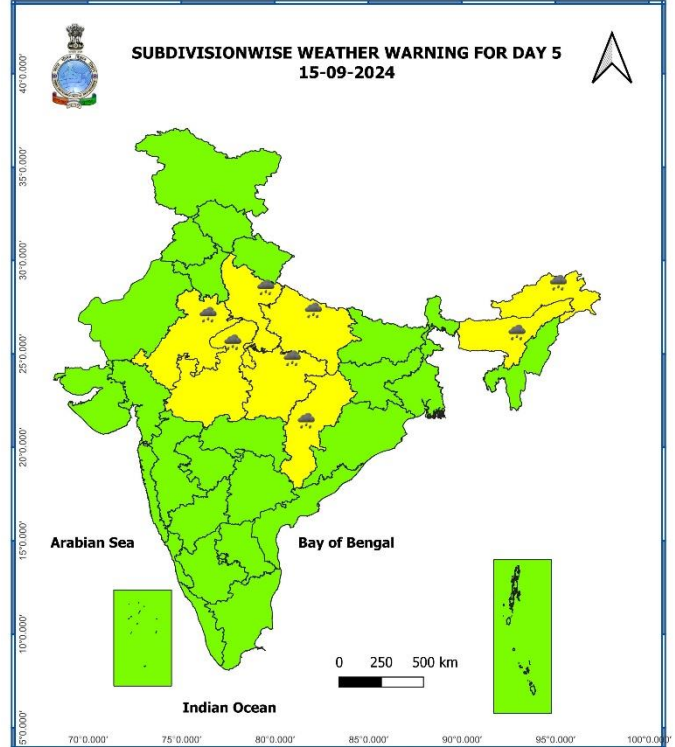 SUBDIVISIONWISE WEATHER WARNING FOR DAY 5
15-09-2024
40°0.000'
35°0.000'
30°0.000'
25°0.000'
20°0.000'
15°0.000'
10°0.000'
5°0.000'
Arabian Sea
Bay of Bengal
0 250 500 km
Indian Ocean
70°0.000' 75°0.000' 80°0.000' 85°0.000' 90°0.000' 95°0.000' 100°0.000'